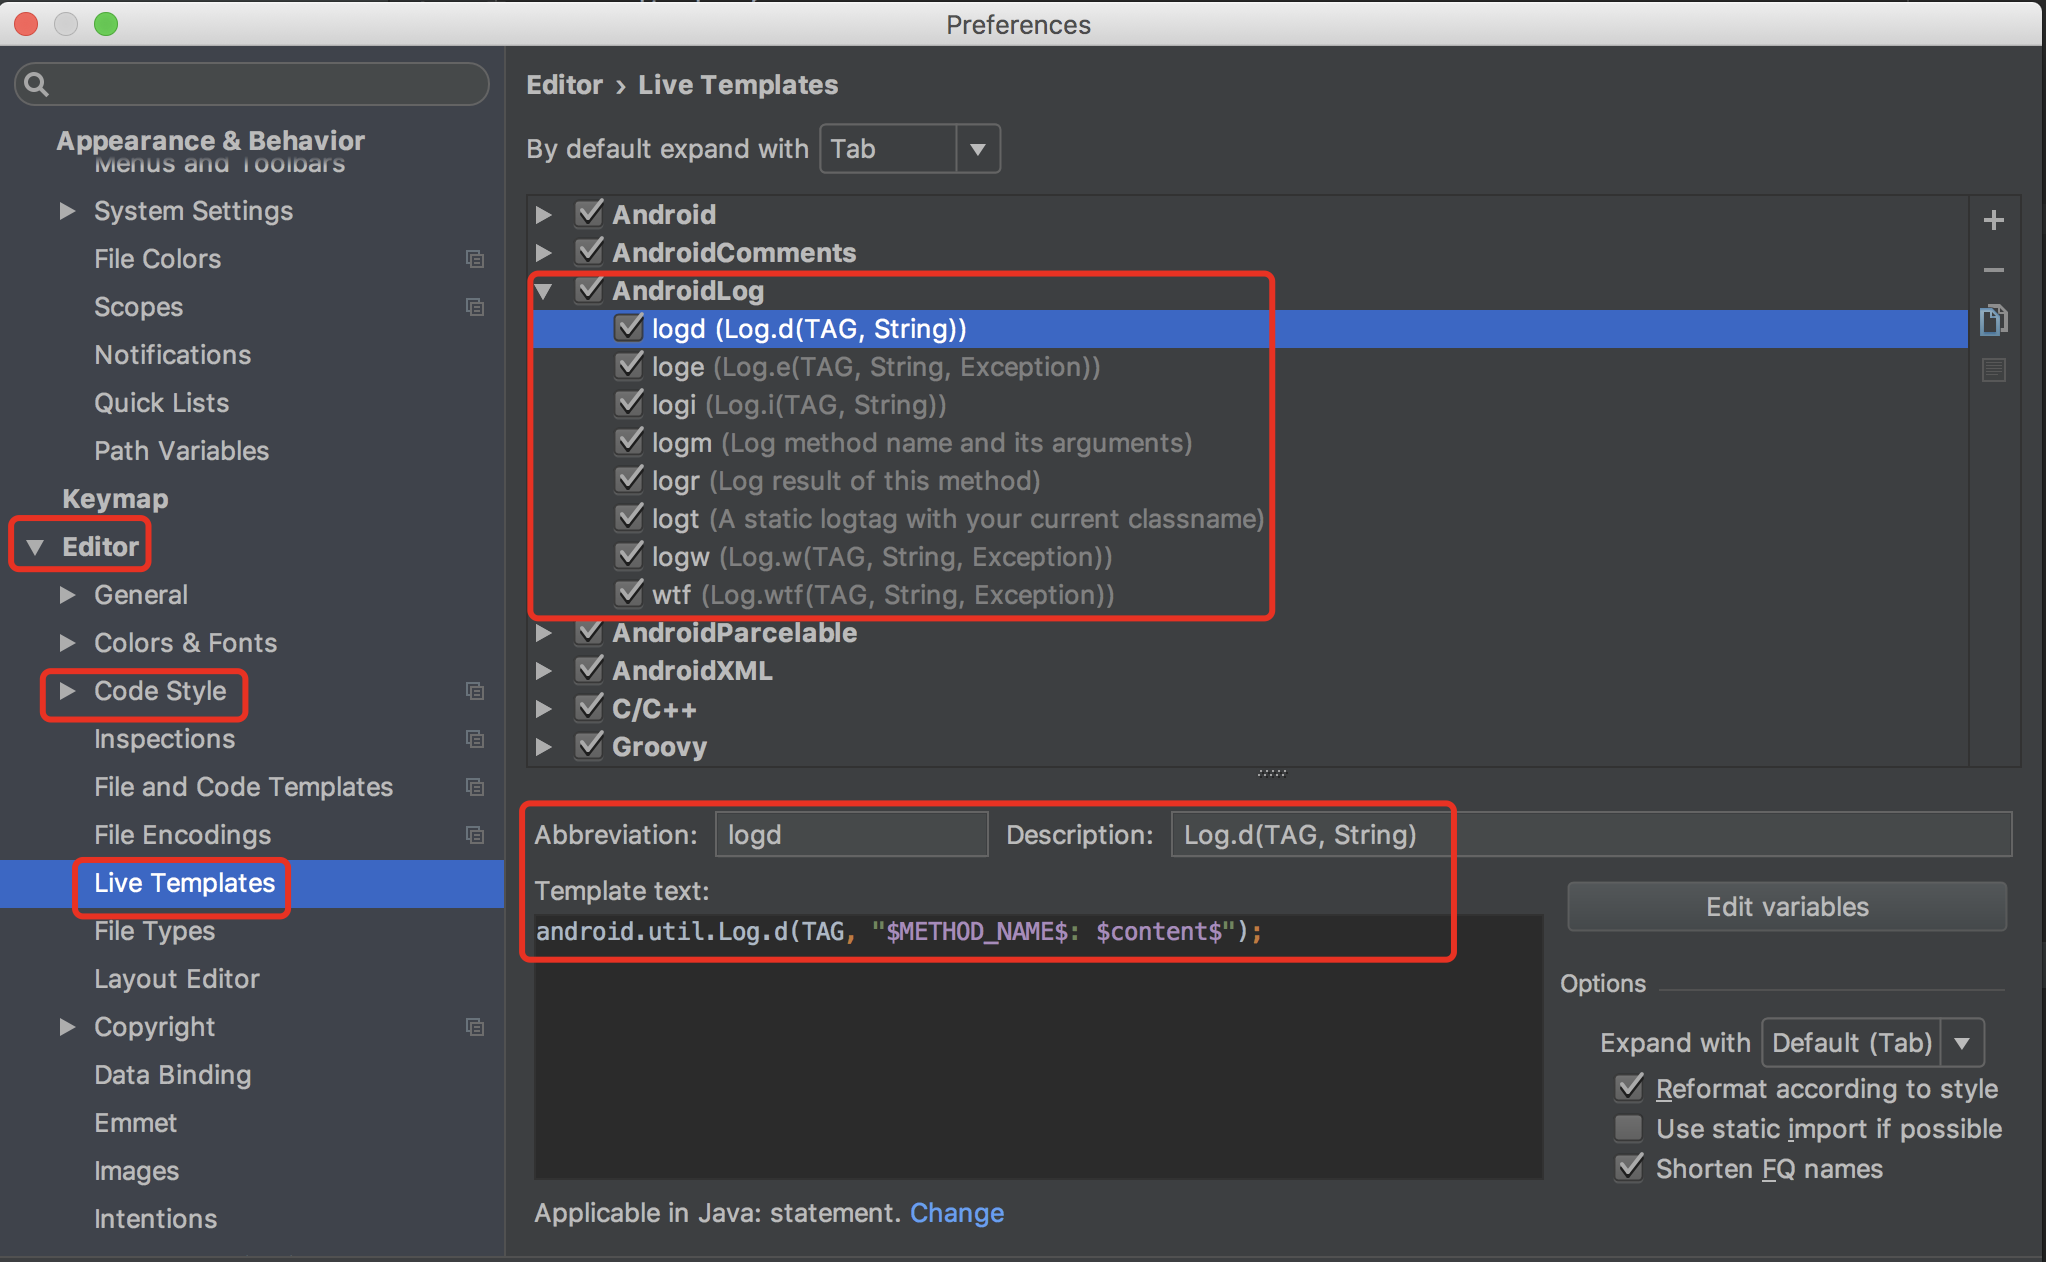 Preferences
Appearance & Behavior
Menus and Toolbars
System Settings
File Colors
Scopes
Notifications
Quick Lists
Path Variables
Keymap
Editor
General
Colors & Fonts
Code Style
Inspections
File and Code Templates
File Encodings
Live Templates
File Types
Layout Editor
Copyright
Data Binding
Emmet
Images
Intentions
Editor › Live Templates
By default expand with Tab
Android
AndroidComments
AndroidLog
logd (Log.d(TAG, String))
loge (Log.e(TAG, String, Exception))
logi (Log.i(TAG, String))
logm (Log method name and its arguments)
logr (Log result of this method)
logt (A static logtag with your current classname)
logw (Log.w(TAG, String, Exception))
wtf (Log.wtf(TAG, String, Exception))
AndroidParcelable
AndroidXML
C/C++
Groovy
Abbreviation: logd Description: Log.d(TAG, String)
Template text:
android.util.Log.d(TAG, "$METHOD_NAME$: $content$");
Edit variables
Options
Expand with Default (Tab)
Reformat according to style
Use static import if possible
Shorten FQ names
Applicable in Java: statement. Change